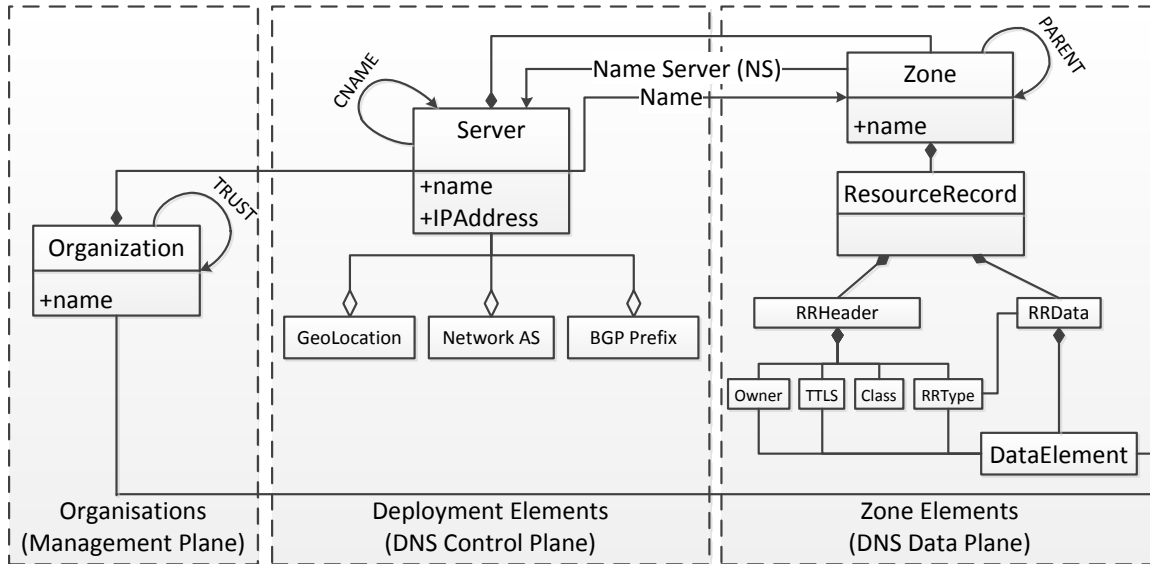 PARENT
Zone
+name
Name Server (NS)
Name
CNAME
Server
+name
+IPAddress
TRUST
Organization
+name
ResourceRecord
GeoLocation
Network AS
BGP Prefix
RRHeader
RRData
Owner
TTLS
Class
RRType
DataElement
Organisations
(Management Plane)
Deployment Elements
(DNS Control Plane)
Zone Elements
(DNS Data Plane)